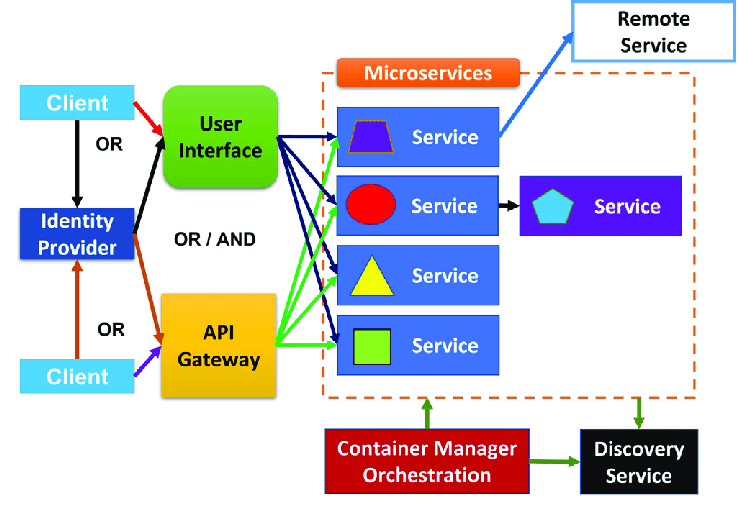 Remote
Service
Microservices
Client
OR
User
Interface
Service
Identity
Provider
Service
Service
OR / AND
Service
OR
API
Gateway
Service
Client
Container Manager
Orchestration
Discovery
Service